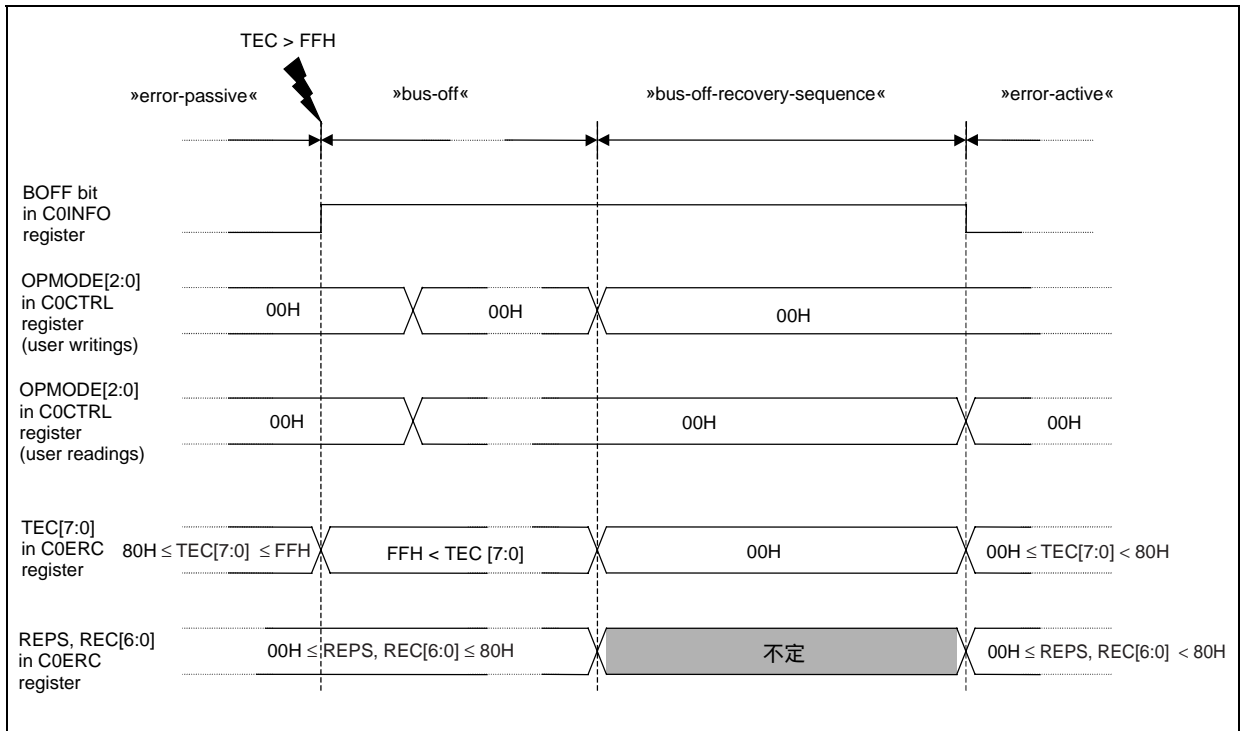 TEC > FFH
»error-passive« »bus-off« »bus-off-recovery-sequence« »error-active«
BOFF bit
in C0INFO
register
OPMODE[2:0]
in C0CTRL
register
(user writings)
00H 00H 00H
OPMODE[2:0]
in C0CTRL
register
(user readings)
00H 00H 00H
TEC[7:0]
in C0ERC
register
80H ≤ TEC[7:0] ≤ FFH FFH < TEC [7:0] 00H 00H ≤ TEC[7:0] < 80H
REPS, REC[6:0]
in C0ERC
register
00H ≤ REPS, REC[6:0] ≤ 80H 不定 00H ≤ REPS, REC[6:0] < 80H